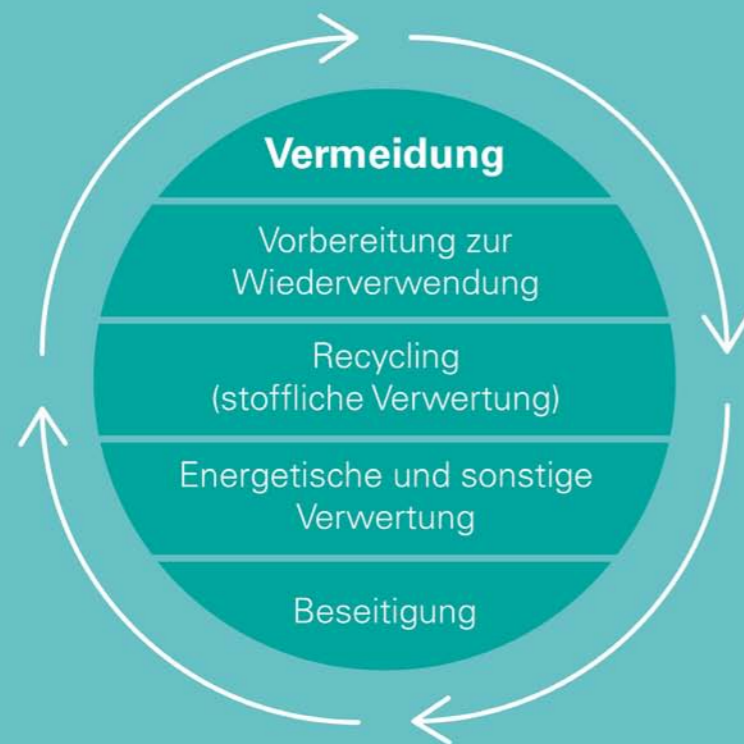 Vermeidung
Vorbereitung zur
Wiederverwendung
Recycling
(stoffliche Verwertung)
Energetische und sonstige
Verwertung
Beseitigung